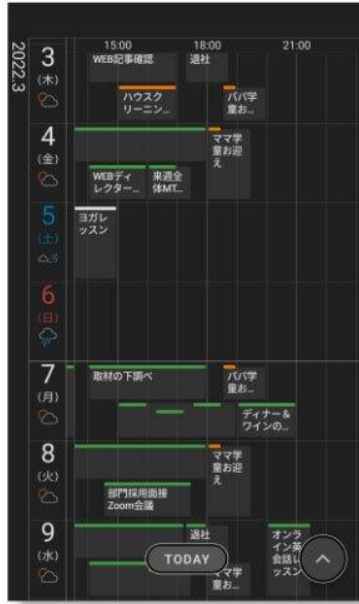 2022.3
15:00 18:00 21:00
3
(木)
WEB記事確認
退社
ハウスク
リーニン...
パパ学
童お...
4
(金)
ママ学
童お迎
え
WEBディ
レクター...
来週全
体MT...
5
(土)
ヨガレ
ッスン
6
(日)
7
(月)
取材の下調べ
パパ学
童お...
ディナー&
ワインの...
8
(火)
ママ学
童お迎
え
部門採用面接
Zoom会議
9
(水)
退社
オンラ
イン英
会話レ
ッスン
TODAY
ママ学
童お迎
え